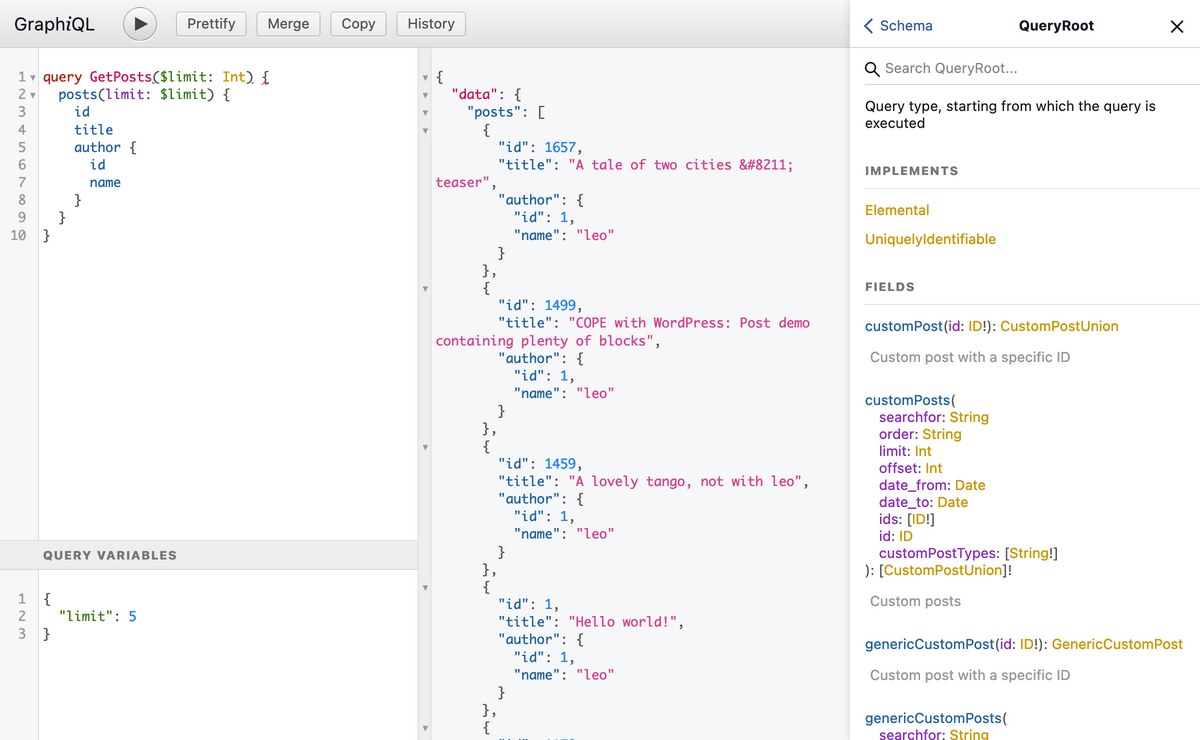 GraphiQL
Prettify
Merge
Copy
History
1 query GetPosts($limit: Int) {
2 posts(limit: $limit) {
3 id
4 title
5 author {
6 id
7 name
8 }
9 }
10 }
QUERY VARIABLES
1 {
2 "limit": 5
3 }
{
"data": {
"posts": [
{
"id": 1657,
"title": "A tale of two cities &#8211;
teaser",
"author": {
"id": 1,
"name": "leo"
}
},
{
"id": 1499,
"title": "COPE with WordPress: Post demo
containing plenty of blocks",
"author": {
"id": 1,
"name": "leo"
}
},
{
"id": 1459,
"title": "A lovely tango, not with leo",
"author": {
"id": 1,
"name": "leo"
}
},
{
"id": 1,
"title": "Hello world!",
"author": {
"id": 1,
"name": "leo"
}
},
{
Schema
QueryRoot
Search QueryRoot...
Query type, starting from which the query is
executed
IMPLEMENTS
Elemental
UniquelyIdentifiable
FIELDS
customPost(id: ID!): CustomPostUnion
Custom post with a specific ID
customPosts(
searchfor: String
order: String
limit: Int
offset: Int
date_from: Date
date_to: Date
ids: [ID!]
id: ID
customPostTypes: [String!]
): [CustomPostUnion]!
Custom posts
genericCustomPost(id: ID!): GenericCustomPost
Custom post with a specific ID
genericCustomPosts(
searchfor: String